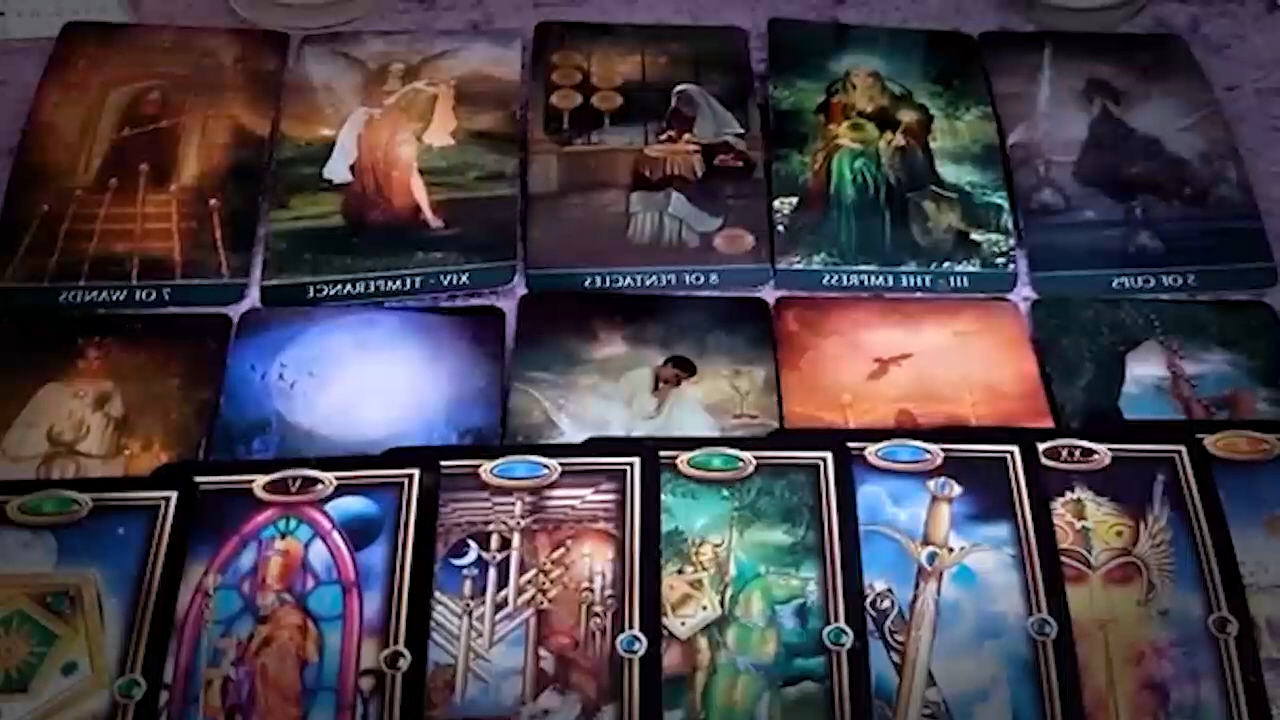 7 OF WANDS
XIV · TEMPERANCE
8 OF PENTACLES
III · THE EMPRESS
5 OF CUPS
V
XX